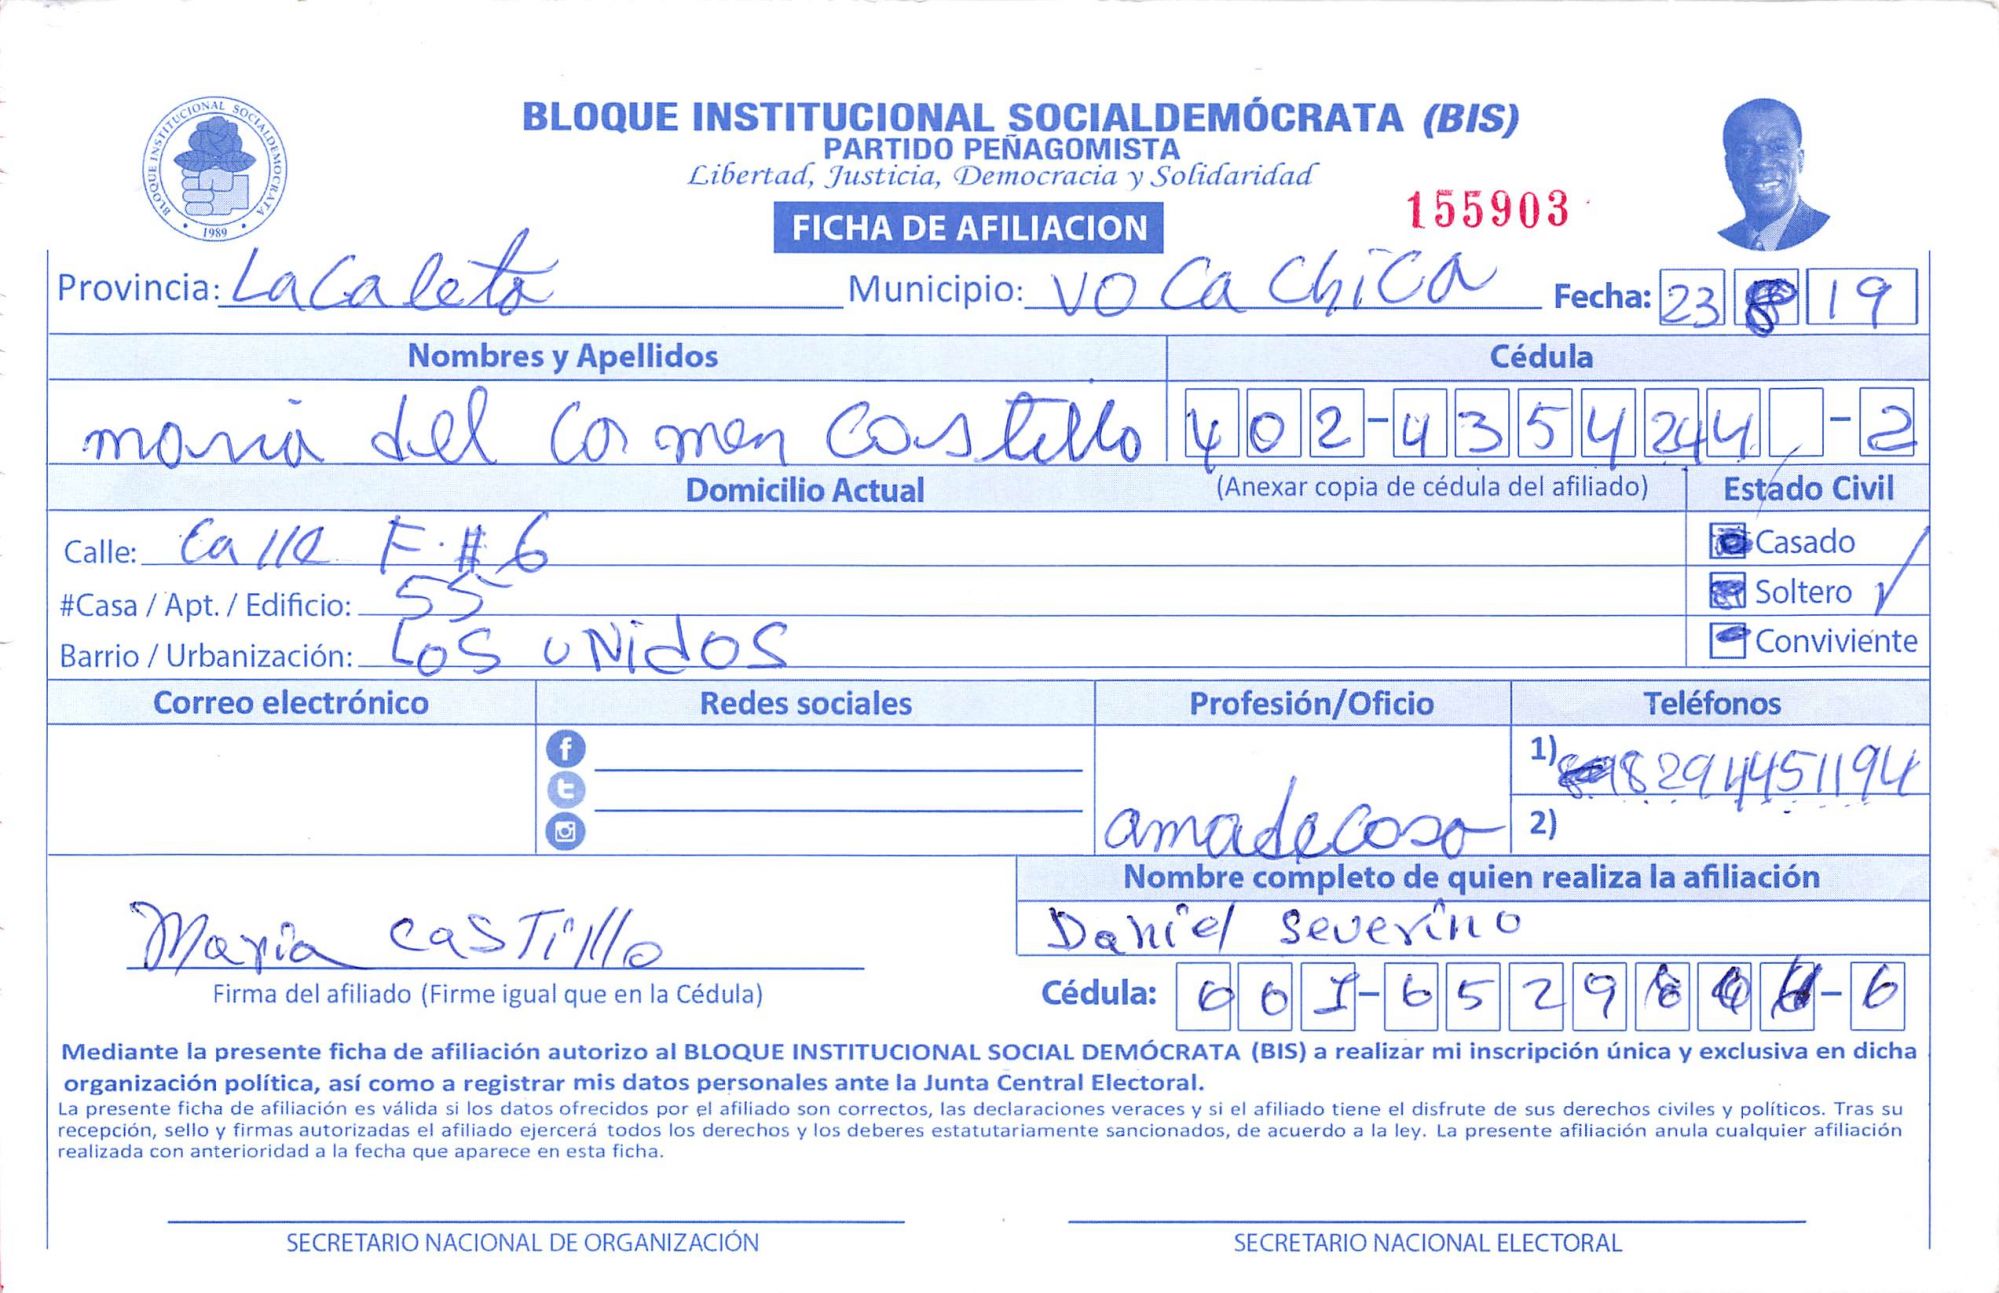 BLOQUE INSTITUCIONAL SOCIALDEMÓCRATA (BIS)
BLOQUE INSTITUCIONAL SOCIALDEMOCRATA
1989
PARTIDO PEÑAGOMISTA
Libertad, Justicia, Democracia y Solidaridad
155903
FICHA DE AFILIACION
Provincia: La Caleta Municipio: VO Ca ChiCa Fecha: 23 8 19
Nombres y Apellidos Cédula
maria del Carmen Castillo 402-4354244 -2
Domicilio Actual (Anexar copia de cédula del afiliado) Estado Civil
Calle: Calle F. #6 Casado
#Casa / Apt. / Edificio: 55 Soltero ✓
Barrio / Urbanización: Los UNidos Conviviente
Correo electrónico Redes sociales Profesión/Oficio Teléfonos
1) 8294451194
amadecasa 2)
Nombre completo de quien realiza la afiliación
Daniel Severino
Maria CasTillo
Firma del afiliado (Firme igual que en la Cédula) Cédula: 001-6529 -6
Mediante la presente ficha de afiliación autorizo al BLOQUE INSTITUCIONAL SOCIAL DEMÓCRATA (BIS) a realizar mi inscripción única y exclusiva en dicha
organización política, así como a registrar mis datos personales ante la Junta Central Electoral.
La presente ficha de afiliación es válida si los datos ofrecidos por el afiliado son correctos, las declaraciones veraces y si el afiliado tiene el disfrute de sus derechos civiles y políticos. Tras su
recepción, sello y firmas autorizadas el afiliado ejercerá todos los derechos y los deberes estatutariamente sancionados, de acuerdo a la ley. La presente afiliación anula cualquier afiliación
realizada con anterioridad a la fecha que aparece en esta ficha.
SECRETARIO NACIONAL DE ORGANIZACIÓN SECRETARIO NACIONAL ELECTORAL